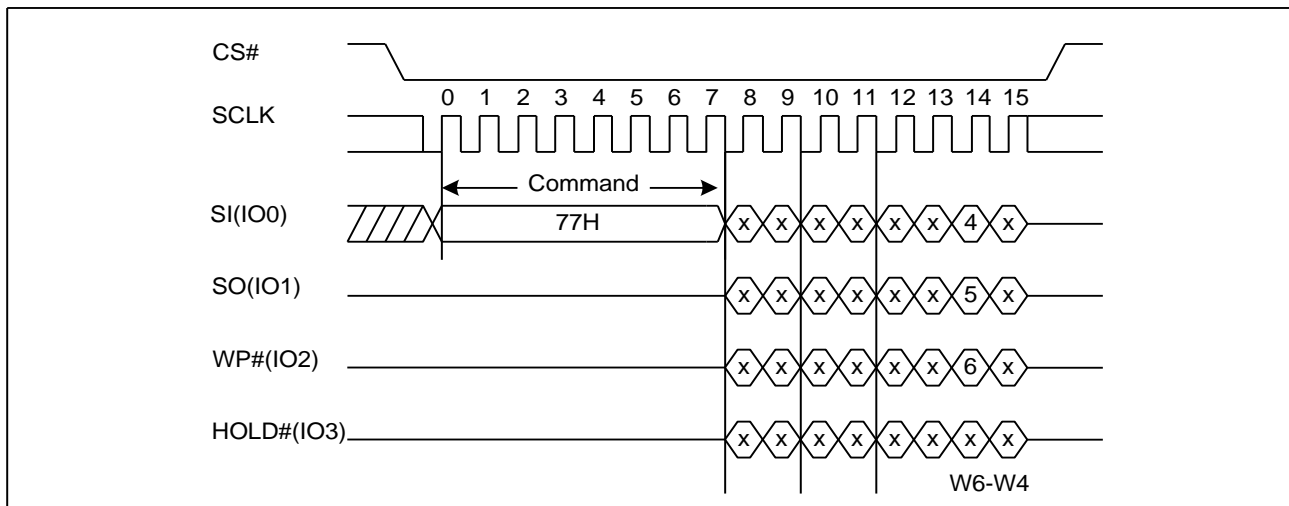 CS#
0 1 2 3 4 5 6 7 8 9 10 11 12 13 14 15
SCLK
Command
SI(IO0) 77H x x x x x x 4 x
SO(IO1) x x x x x x 5 x
WP#(IO2) x x x x x x 6 x
HOLD#(IO3) x x x x x x x x
W6-W4